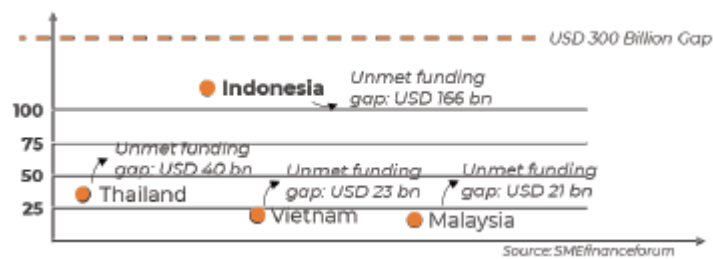 USD 300 Billion Gap
Indonesia
Unmet funding
gap: USD 166 bn
100
75
Unmet funding
gap: USD 40 bn
Unmet funding
gap: USD 23 bn
Unmet funding
gap: USD 21 bn
50
Thailand
25
Vietnam
Malaysia
Source: SMEfinanceforum